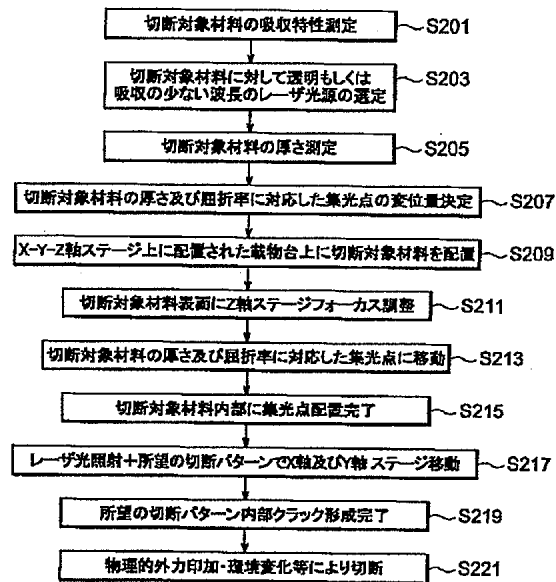 切断対象材料の吸収特性測定 S201
切断対象材料に対して透明もしくは
吸収の少ない波長のレーザ光源の選定 S203
切断対象材料の厚さ測定 S205
切断対象材料の厚さ及び屈折率に対応した集光点の変位量決定 S207
X-Y-Z軸ステージ上に配置された載物台上に切断対象材料を配置 S209
切断対象材料表面にZ軸ステージフォーカス調整 S211
切断対象材料の厚さ及び屈折率に対応した集光点に移動 S213
切断対象材料内部に集光点配置完了 S215
レーザ光照射+所望の切断パターンでX軸及びY軸ステージ移動 S217
所望の切断パターン内部クラック形成完了 S219
物理的外力印加・環境変化等により切断 S221